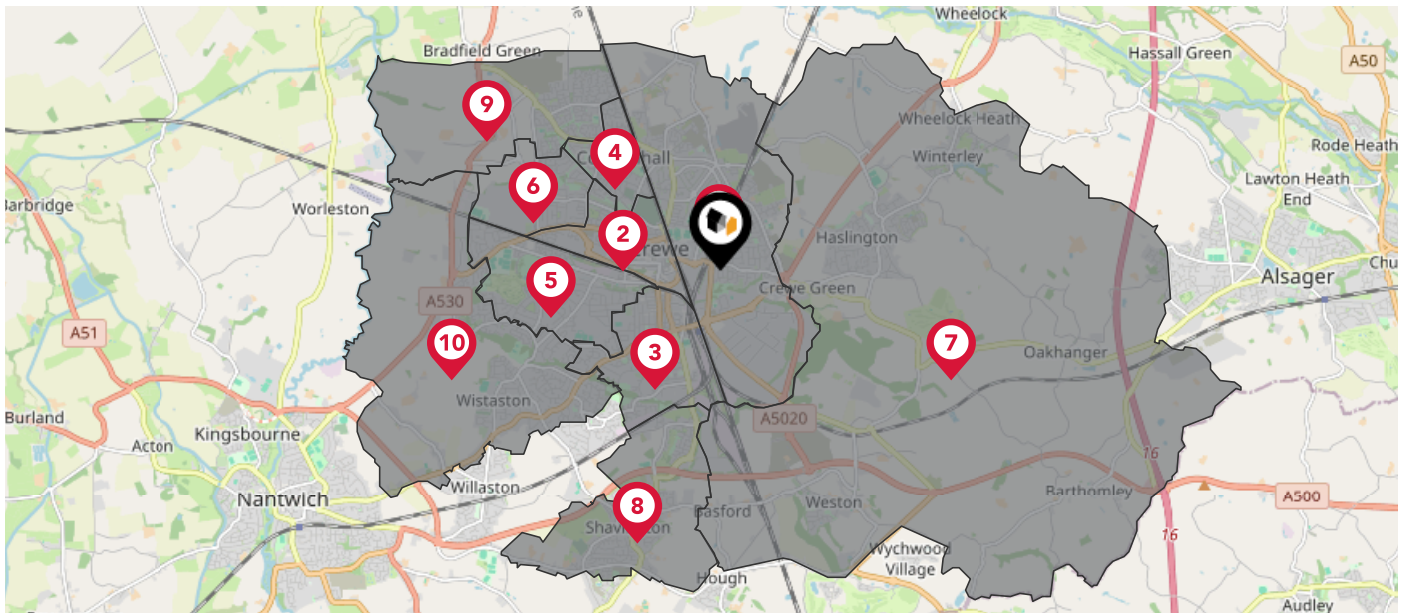 Wheelock
Bradfield Green
Hassall Green
A50
9
Wheelock Heath
4
Rode Heath
Winterley
6
Lawton Heath
End
Barbridge
Worleston
2
Haslington
Crewe
Alsager
5
Crewe Green
A530
A51
10
3
7
Oakhanger
Wistaston
Burland
Kingsbourne
A5020
Acton
16
Nantwich
Willaston
Barthomley
A500
8
Weston
Basford
Shavington
16
Wychwood
Village
Hough
Audley